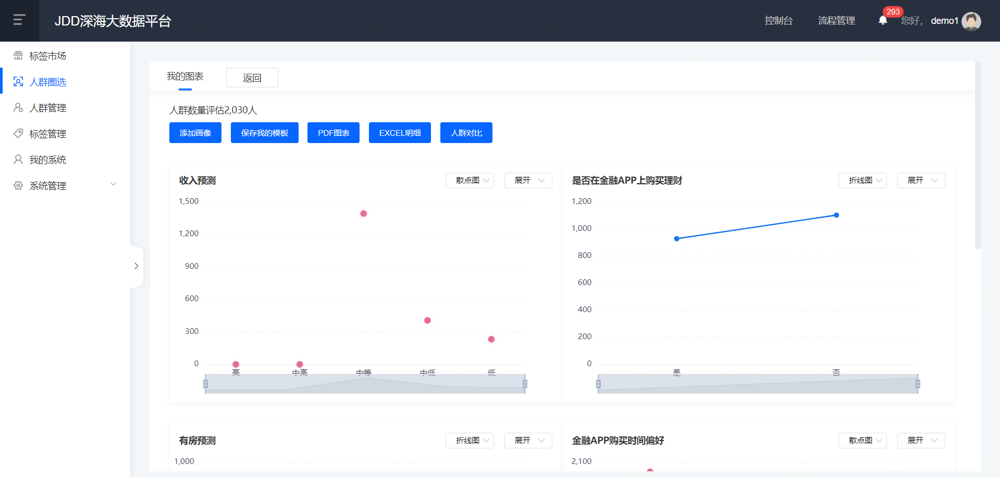 JDD深海大数据平台
控制台
流程管理
293
您好,
demo1
标签市场
人群圈选
人群管理
标签管理
我的系统
系统管理
我的图表
返回
人群数量评估2,030人
添加画像
保存我的模板
PDF图表
EXCEL明细
人群对比
收入预测
散点图
展开
1,500
1,200
900
600
300
0
高
中高
中等
中低
低
是否在金融APP上购买理财
折线图
展开
1,200
1,000
800
600
400
200
0
是
否
有房预测
折线图
展开
1,000
金融APP购买时间偏好
散点图
展开
2,100